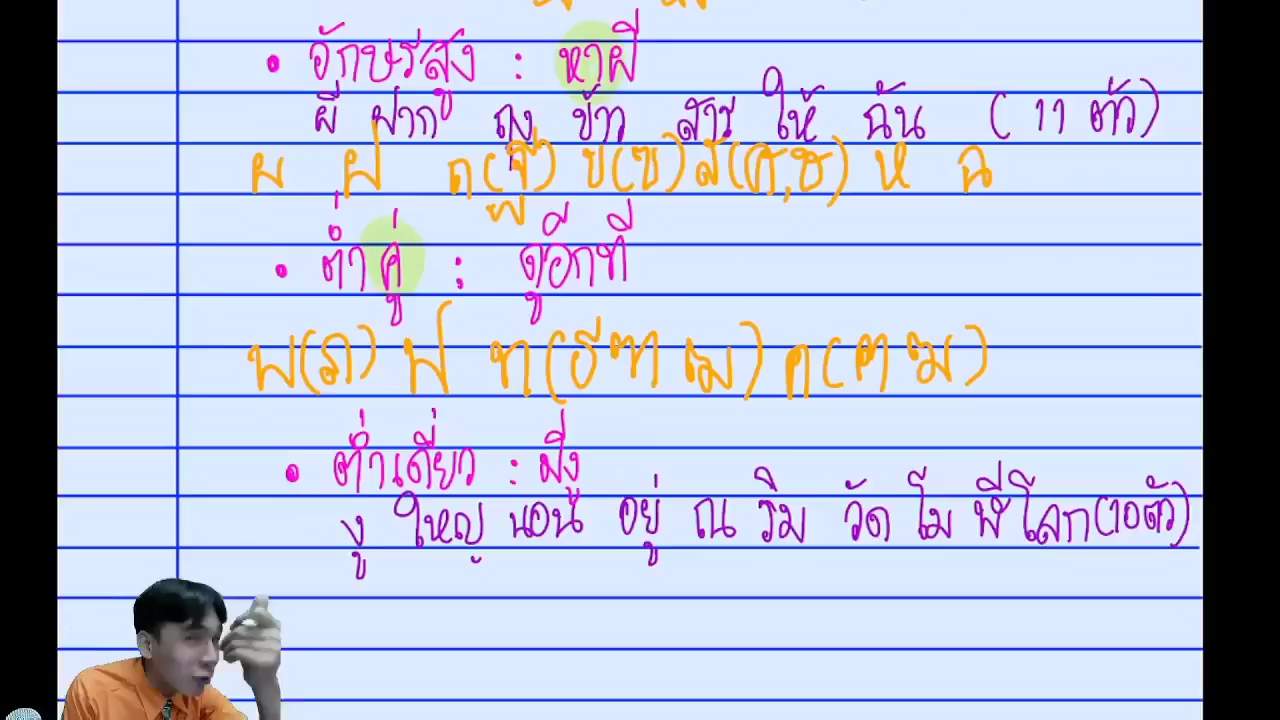 • อักษรสูง : หาผี
ผี ฝาก ถุง ข้าว สาร ให้ ฉัน (11 ตัว)
ผ ฝ ถ(ฐ) ข(ฃ) ส(ศ,ษ) ห ฉ
• ต่ำคู่ : ดูอีกที
พ(ภ) ฟ ท(ธ ฑ ฒ) ค(ฅ ฆ)
• ต่ำเดี่ยว : มีงู
งู ใหญ่ นอน อยู่ ณ ริม วัด โม ฬี โลก (10 ตัว)